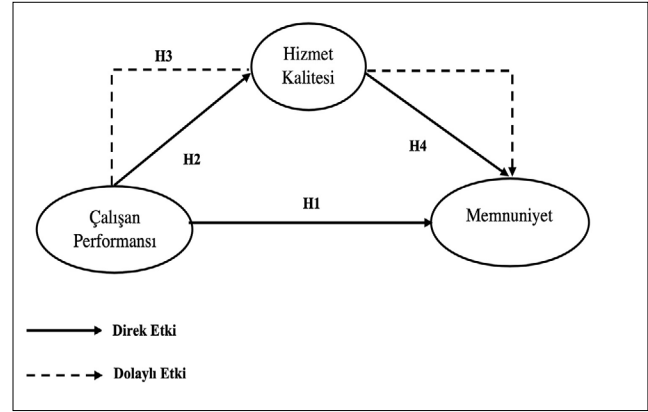 H3
Hizmet
Kalitesi
H2
H4
Çalışan
Performansı
H1
Memnuniyet
Direk Etki
Dolaylı Etki